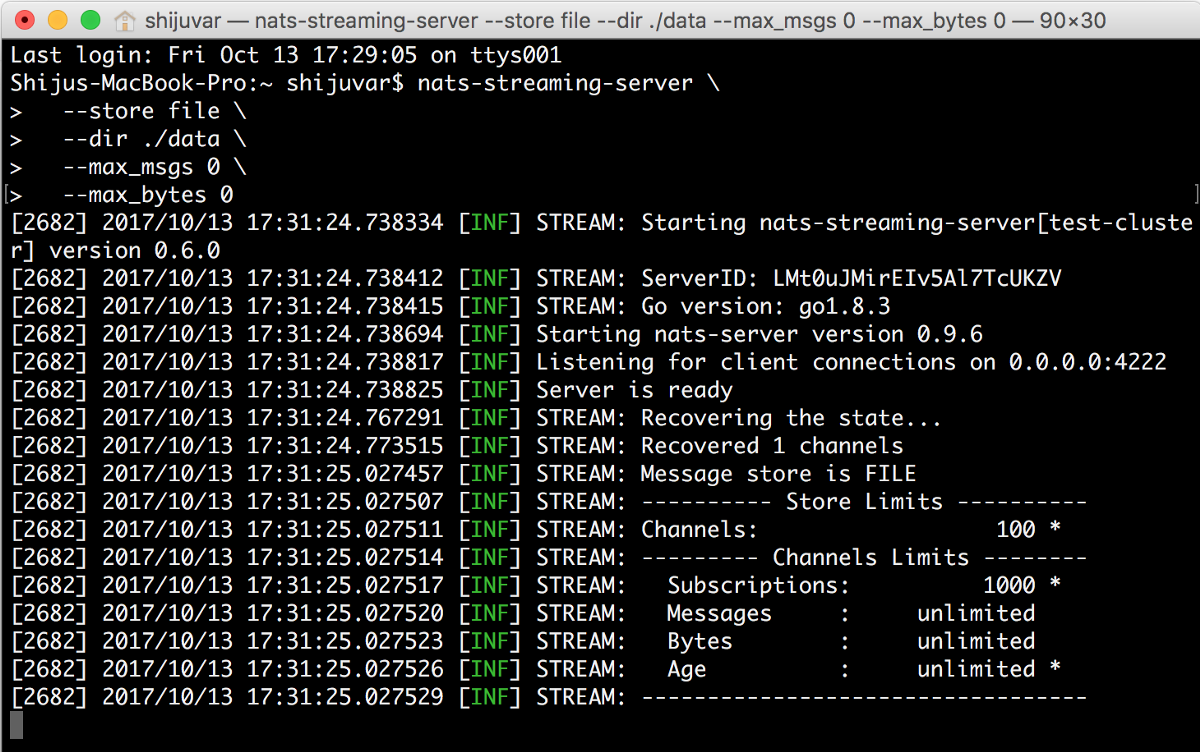 shijuvar — nats-streaming-server --store file --dir ./data --max_msgs 0 --max_bytes 0 — 90×30
Last login: Fri Oct 13 17:29:05 on ttys001
Shijus-MacBook-Pro:~ shijuvar$ nats-streaming-server \
>   --store file \
>   --dir ./data \
>   --max_msgs 0 \
[>   --max_bytes 0 ]
[2682] 2017/10/13 17:31:24.738334 [INF] STREAM: Starting nats-streaming-server[test-cluste
r] version 0.6.0
[2682] 2017/10/13 17:31:24.738412 [INF] STREAM: ServerID: LMt0uJMirEIv5Al7TcUKZV
[2682] 2017/10/13 17:31:24.738415 [INF] STREAM: Go version: go1.8.3
[2682] 2017/10/13 17:31:24.738694 [INF] Starting nats-server version 0.9.6
[2682] 2017/10/13 17:31:24.738817 [INF] Listening for client connections on 0.0.0.0:4222
[2682] 2017/10/13 17:31:24.738825 [INF] Server is ready
[2682] 2017/10/13 17:31:24.767291 [INF] STREAM: Recovering the state...
[2682] 2017/10/13 17:31:24.773515 [INF] STREAM: Recovered 1 channels
[2682] 2017/10/13 17:31:25.027457 [INF] STREAM: Message store is FILE
[2682] 2017/10/13 17:31:25.027507 [INF] STREAM: ---------- Store Limits ----------
[2682] 2017/10/13 17:31:25.027511 [INF] STREAM: Channels:                  100 *
[2682] 2017/10/13 17:31:25.027514 [INF] STREAM: --------- Channels Limits --------
[2682] 2017/10/13 17:31:25.027517 [INF] STREAM:   Subscriptions:          1000 *
[2682] 2017/10/13 17:31:25.027520 [INF] STREAM:   Messages     :     unlimited
[2682] 2017/10/13 17:31:25.027523 [INF] STREAM:   Bytes        :     unlimited
[2682] 2017/10/13 17:31:25.027526 [INF] STREAM:   Age          :     unlimited *
[2682] 2017/10/13 17:31:25.027529 [INF] STREAM: ----------------------------------